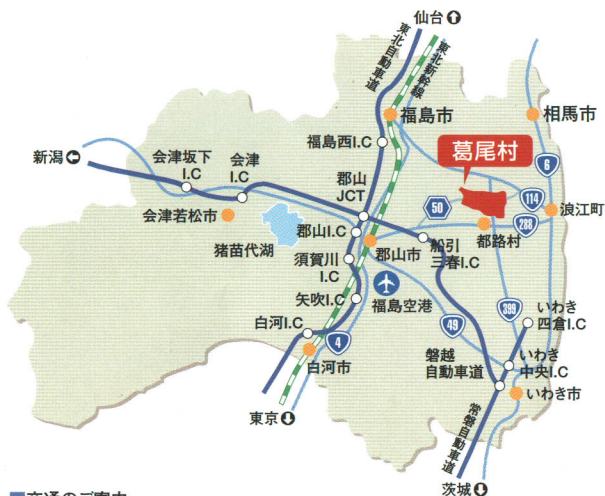 仙台
東北自動車道
東北新幹線
福島市
相馬市
福島西I.C
葛尾村
新潟
会津坂下
I.C
会津
I.C
郡山
JCT
6
114
50
288
浪江町
会津若松市
猪苗代湖
郡山I.C
郡山市
船引
三春I.C
都路村
須賀川
I.C
矢吹I.C
福島空港
399
いわき
四倉I.C
白河I.C
4
49
白河市
磐越
自動車道
いわき
中央I.C
いわき市
東京
常磐自動車道
茨城
■交通のご案内